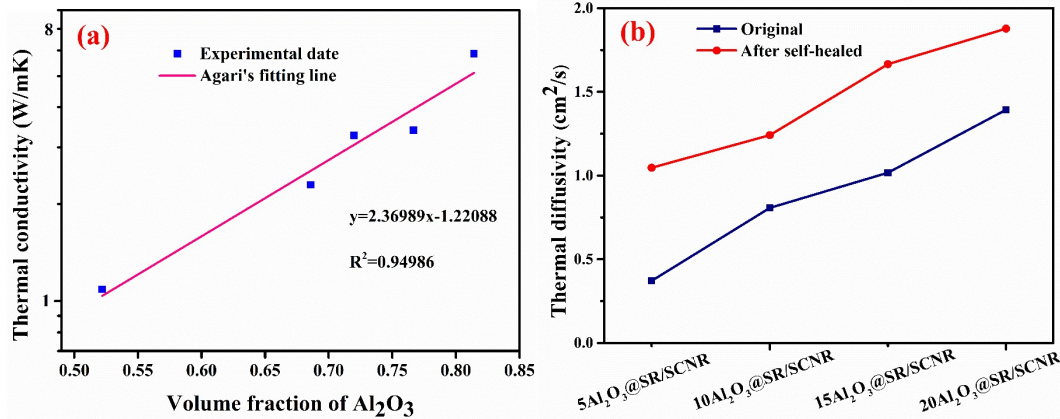 (a)
8
Experimental date
Agari's fitting line
Thermal conductivity (W/mK)
y=2.36989x-1.22088
R²=0.94986
1
0.50 0.55 0.60 0.65 0.70 0.75 0.80 0.85
Volume fraction of Al₂O₃
(b)
2.0
Original
After self-healed
Thermal diffusivity (cm²/s)
1.5
1.0
0.5
0.0
5Al₂O₃@SR/SCNR
10Al₂O₃@SR/SCNR
15Al₂O₃@SR/SCNR
20Al₂O₃@SR/SCNR